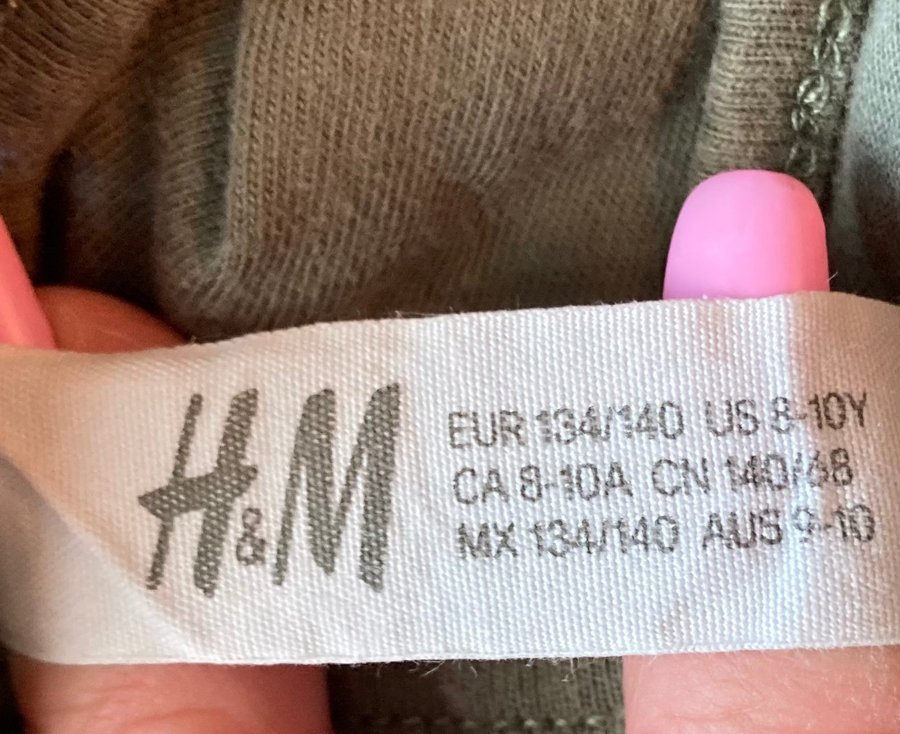 H&M
EUR 134/140 US 8-10Y
CA 8-10A CN 140/68
MX 134/140 AUS 9-10